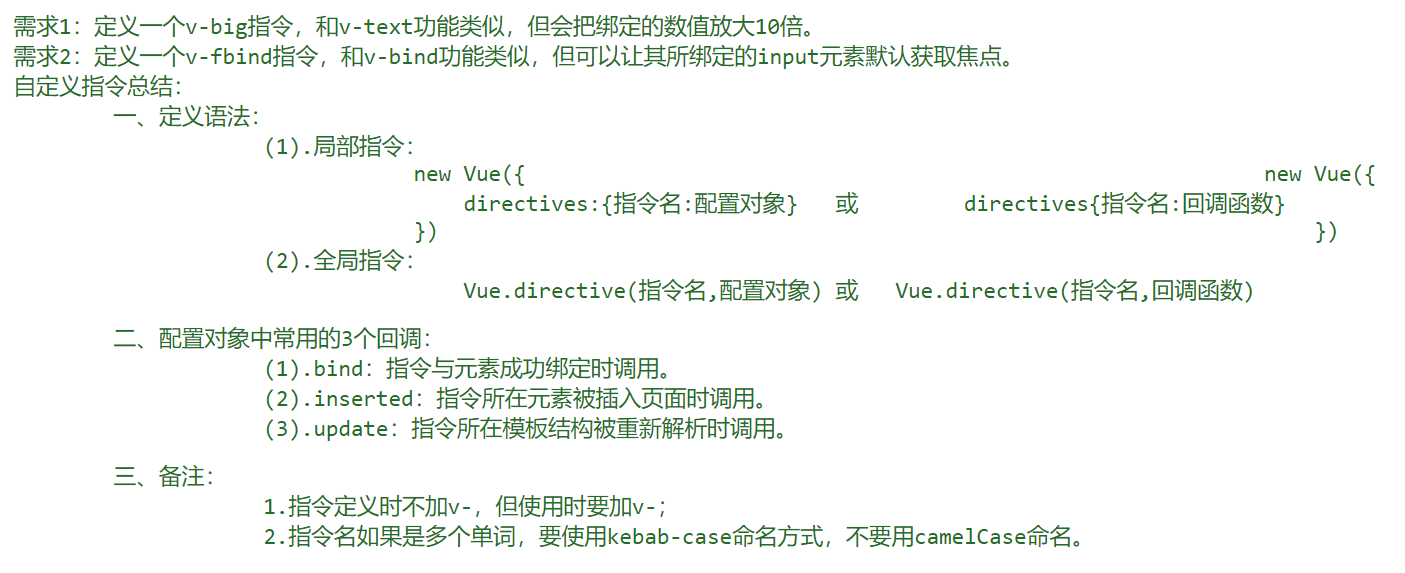 需求1：定义一个v-big指令，和v-text功能类似，但会把绑定的数值放大10倍。
需求2：定义一个v-fbind指令，和v-bind功能类似，但可以让其所绑定的input元素默认获取焦点。
自定义指令总结：
一、定义语法：
(1).局部指令：
new Vue({ new Vue({
directives:{指令名:配置对象} 或 directives{指令名:回调函数}
}) })
(2).全局指令：
Vue.directive(指令名,配置对象) 或 Vue.directive(指令名,回调函数)
二、配置对象中常用的3个回调：
(1).bind：指令与元素成功绑定时调用。
(2).inserted：指令所在元素被插入页面时调用。
(3).update：指令所在模板结构被重新解析时调用。
三、备注：
1.指令定义时不加v-，但使用时要加v-；
2.指令名如果是多个单词，要使用kebab-case命名方式，不要用camelCase命名。